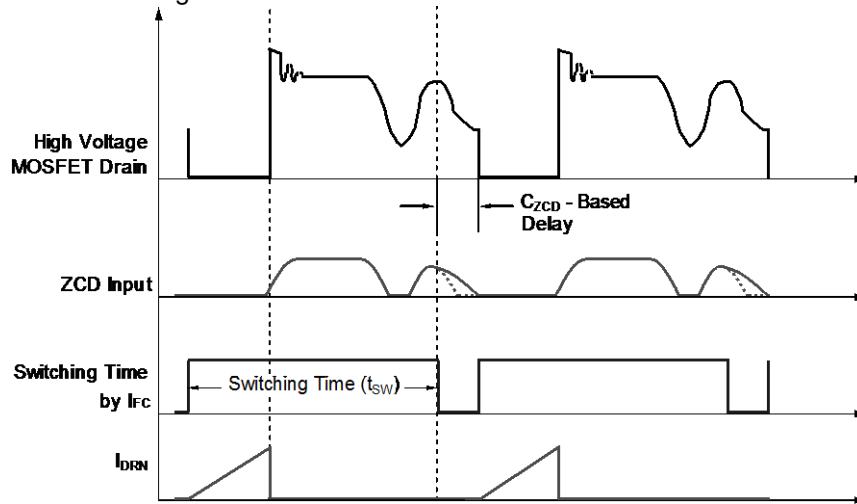 High Voltage
MOSFET Drain
C_ZCD - Based
Delay
ZCD Input
Switching Time
by I_FC
Switching Time (t_SW)
I_DRN